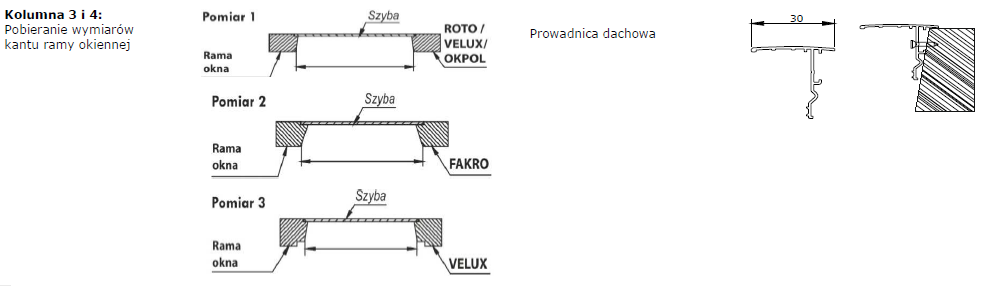 Kolumna 3 i 4:
Pobieranie wymiarów
kantu ramy okiennej
Pomiar 1
Szyba
ROTO /
VELUX/
OKPOL
Rama
okna
Pomiar 2
Szyba
Rama
okna
FAKRO
Pomiar 3
Szyba
Rama
okna
VELUX
Prowadnica dachowa
30